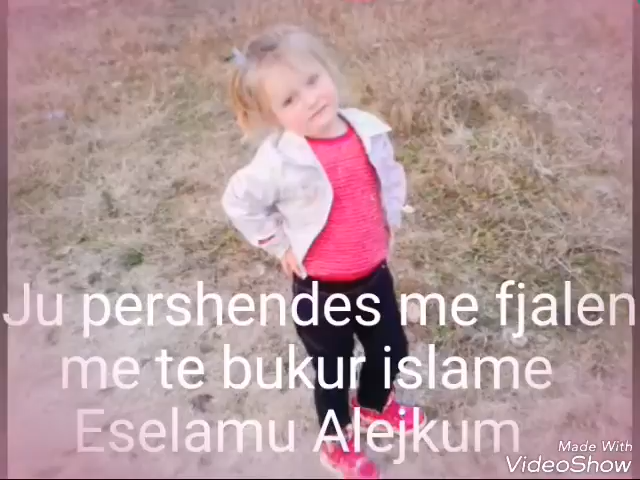 Ju pershendes me fjalen
me te bukur islame
Eselamu Alejkum
Made With
VideoShow